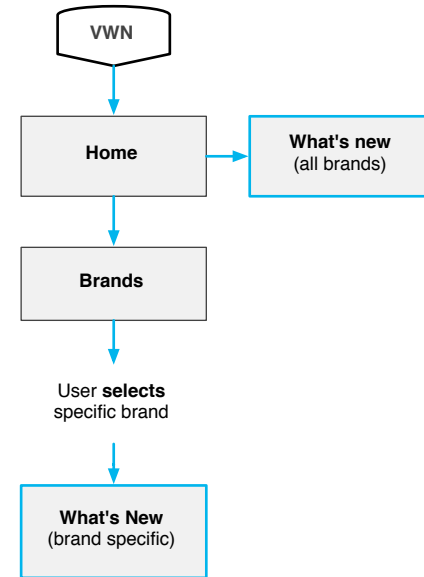 VWN
Home
What's new
(all brands)
Brands
User selects
specific brand
What's New
(brand specific)